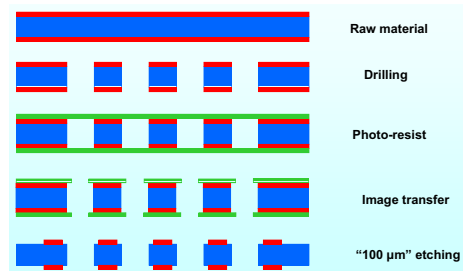 Raw material
Drilling
Photo-resist
Image transfer
“100 µm” etching